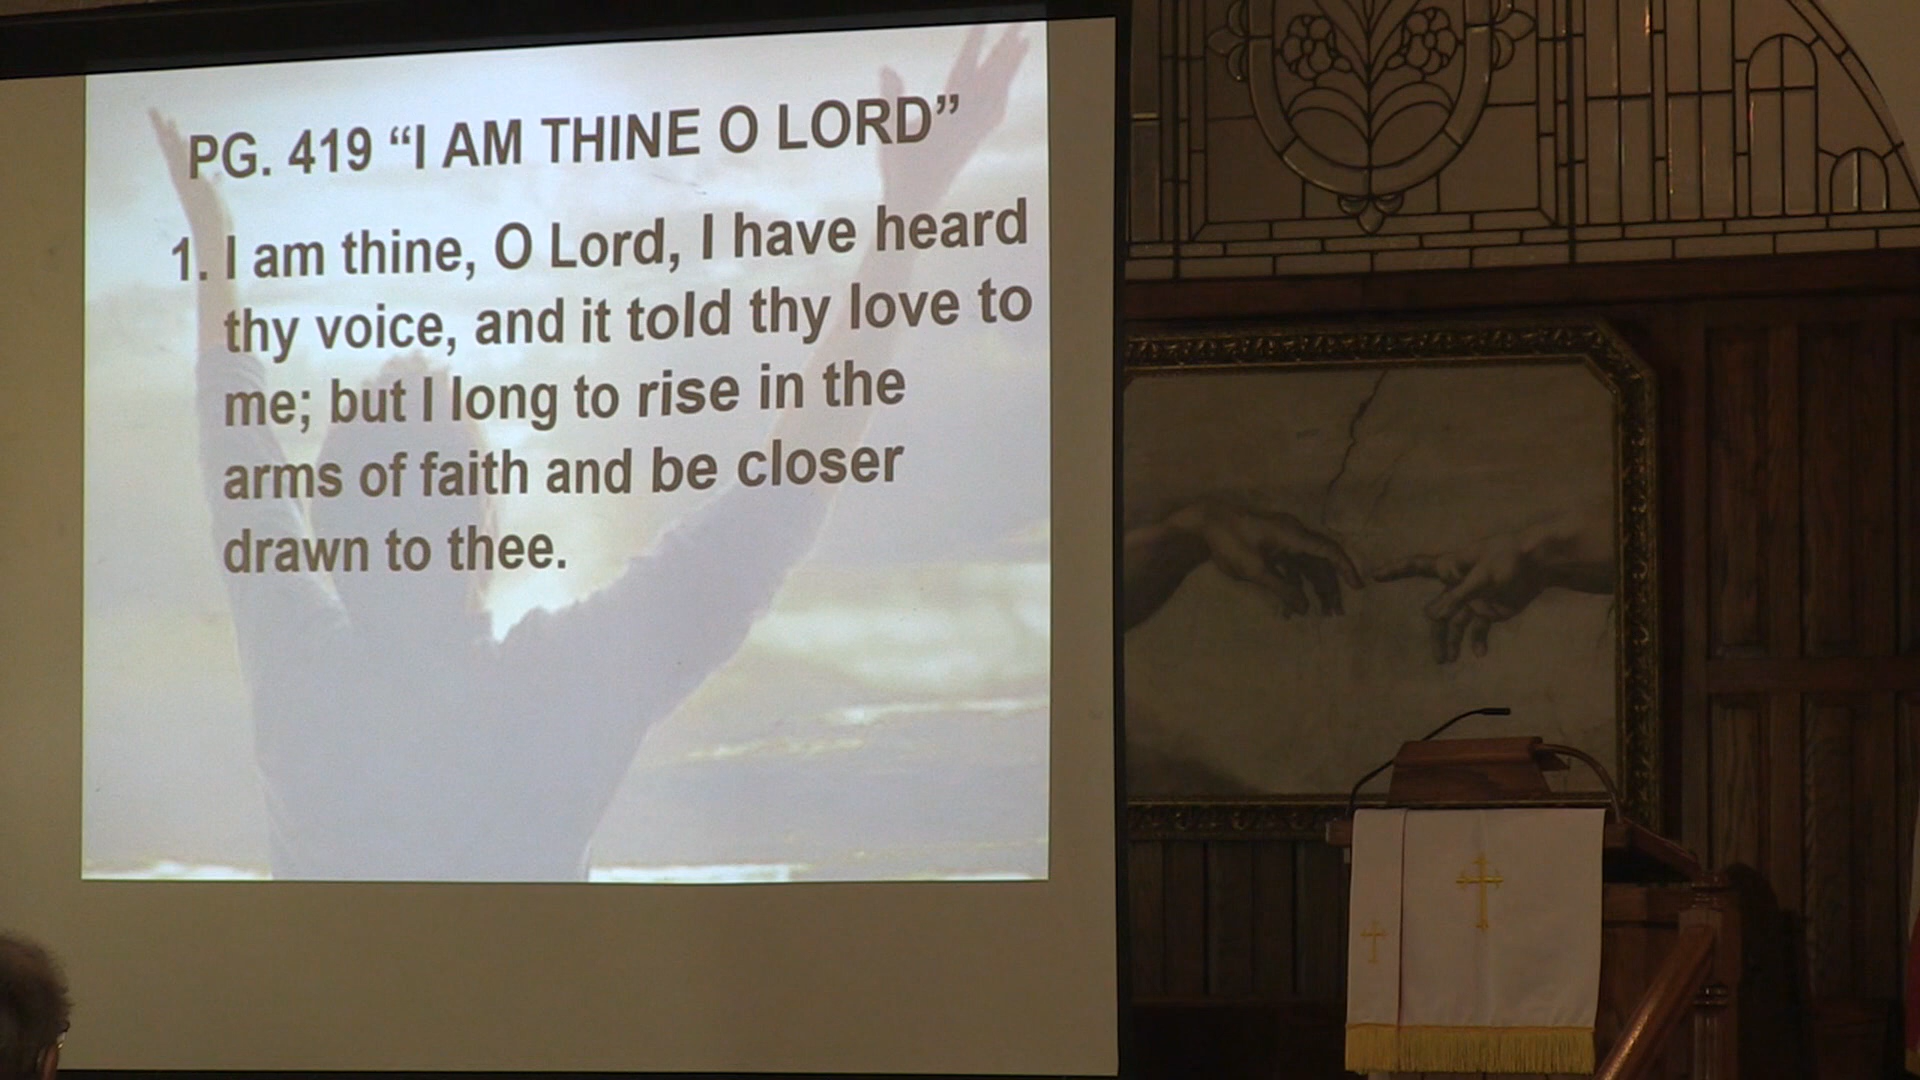 PG. 419 “I AM THINE O LORD”
1. I am thine, O Lord, I have heard
thy voice, and it told thy love to
me; but I long to rise in the
arms of faith and be closer
drawn to thee.